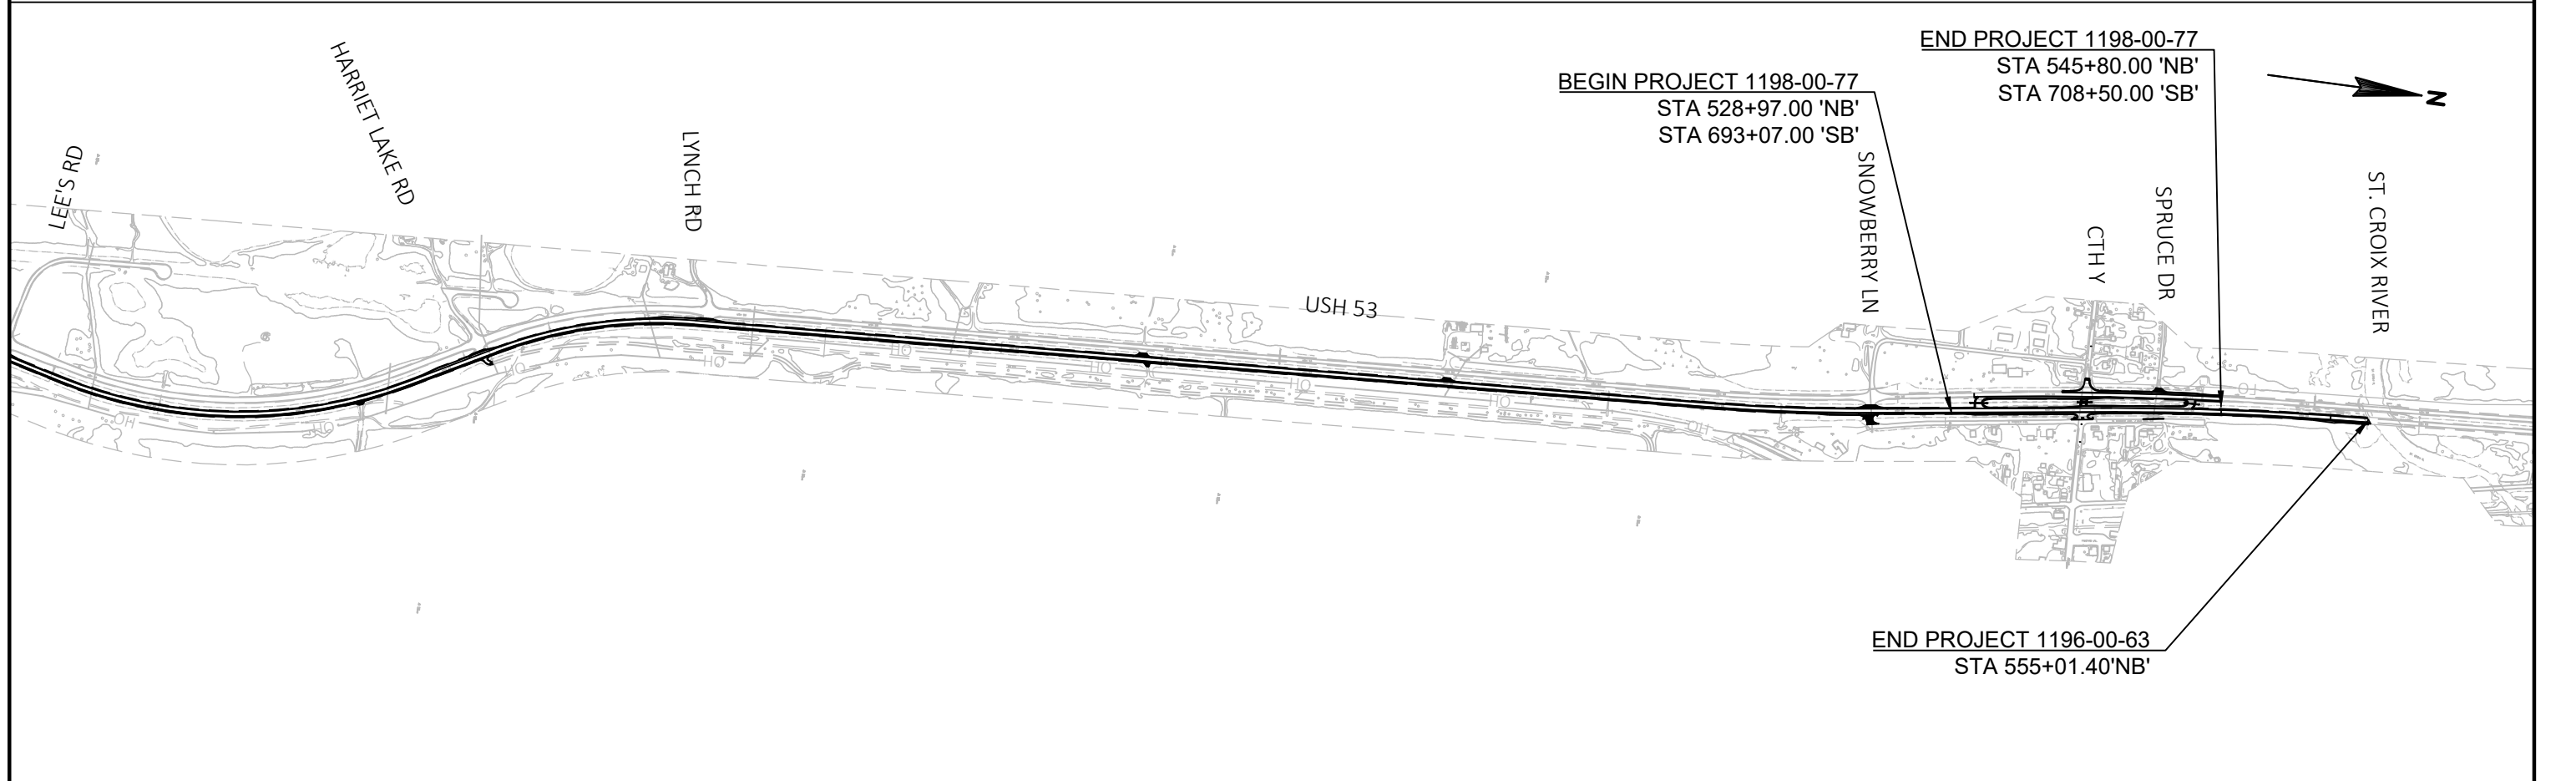 END PROJECT 1198-00-77
STA 545+80.00 'NB'
STA 708+50.00 'SB'
BEGIN PROJECT 1198-00-77
STA 528+97.00 'NB'
STA 693+07.00 'SB'
N
LEE'S RD
HARRIET LAKE RD
LYNCH RD
USH 53
SNOWBERRY LN
CTH Y
SPRUCE DR
ST. CROIX RIVER
END PROJECT 1196-00-63
STA 555+01.40'NB'